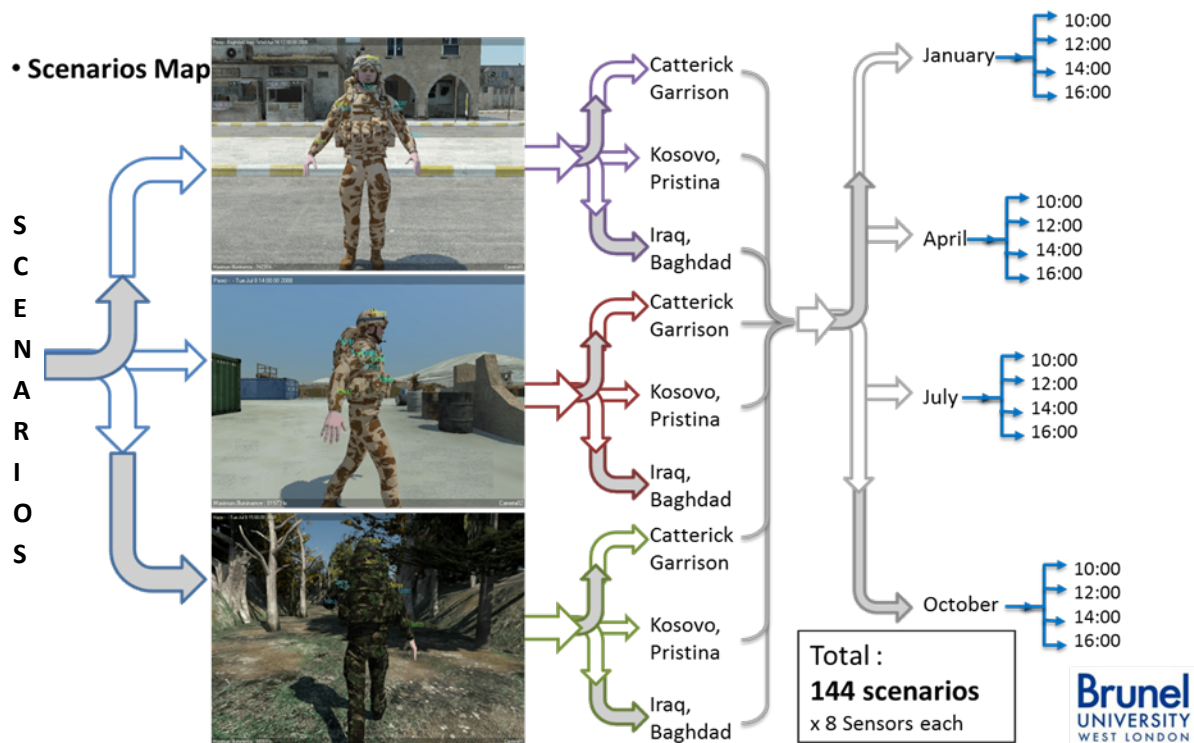 • Scenarios Map
S
C
E
N
A
R
I
O
S
Catterick
Garrison
Kosovo,
Pristina
Iraq,
Baghdad
Catterick
Garrison
Kosovo,
Pristina
Iraq,
Baghdad
Catterick
Garrison
Kosovo,
Pristina
Iraq,
Baghdad
January
10:00
12:00
14:00
16:00
April
10:00
12:00
14:00
16:00
July
10:00
12:00
14:00
16:00
October
10:00
12:00
14:00
16:00
Total :
144 scenarios
x 8 Sensors each
Brunel
UNIVERSITY
WEST LONDON